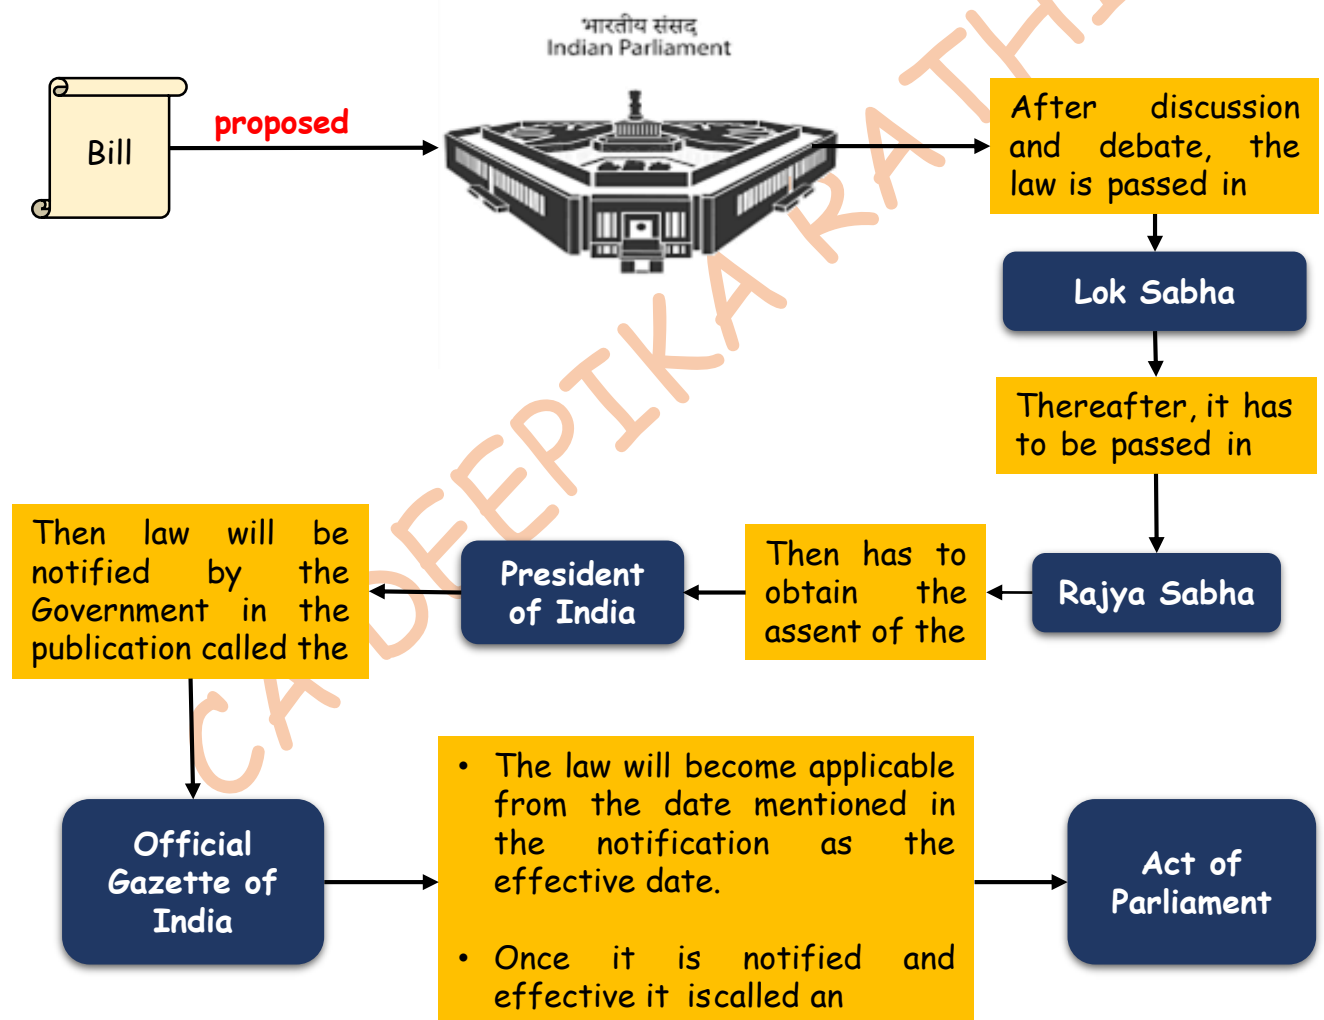 भारतीय संसद
Indian Parliament
Bill
proposed
After discussion
and debate, the
law is passed in
Lok Sabha
Thereafter, it has
to be passed in
Rajya Sabha
Then has to
obtain the
assent of the
President
of India
Then law will be
notified by the
Government in the
publication called the
Official
Gazette of
India
• The law will become applicable
from the date mentioned in
the notification as the
effective date.
• Once it is notified and
effective it iscalled an
Act of
Parliament
CA DEEPIKA RATHI